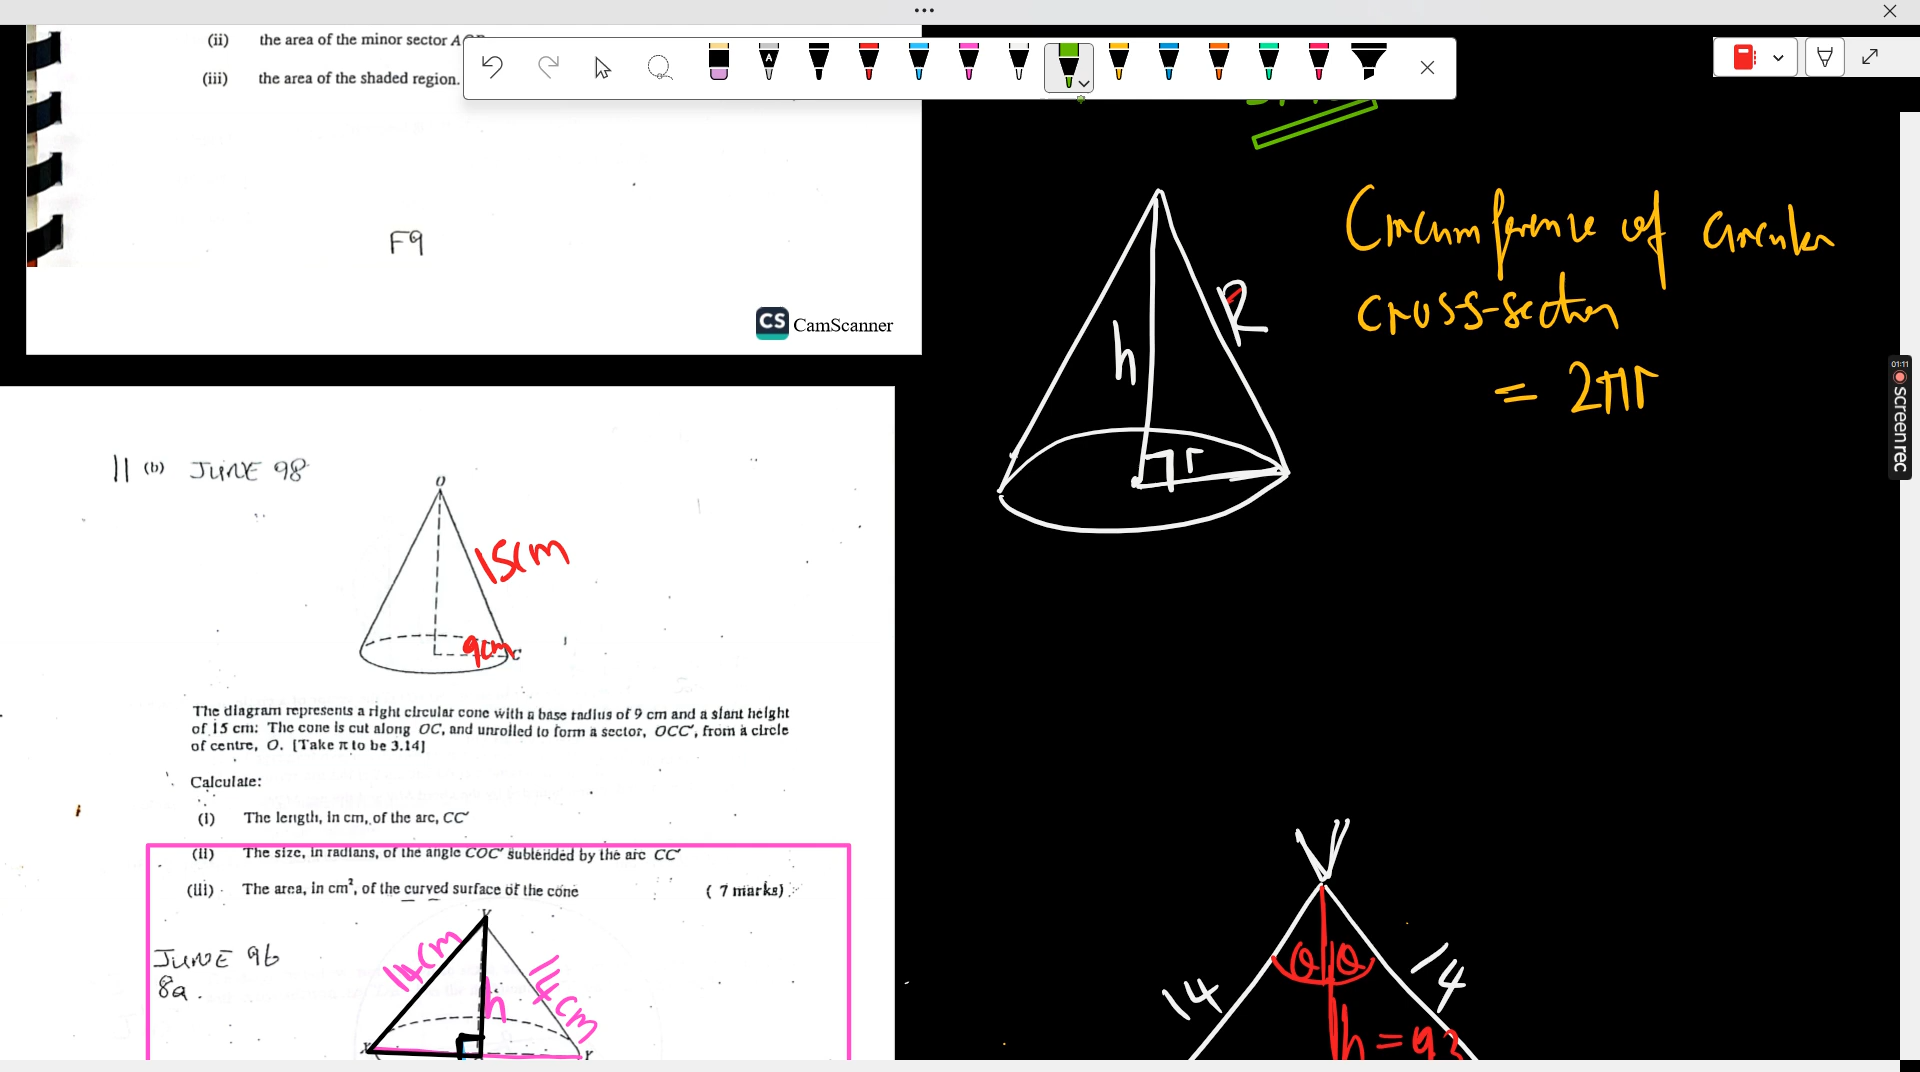 (ii) the area of the minor sector
(iii) the area of the shaded region.
F9
CS CamScanner
Circumference of circular
cross-section
= 2πr
h
R
r
01:11
screenrec
11 (b) JUNE 98
O
15cm
9cm
C
The diagram represents a right circular cone with a base radius of 9 cm and a slant height
of 15 cm: The cone is cut along OC, and unrolled to form a sector, OCC', from a circle
of centre, O. [Take π to be 3.14]
Calculate:
(i) The length, in cm, of the arc, CC'
(ii) The size, in radians, of the angle COC' subtended by the arc CC'
(iii) The area, in cm², of the curved surface of the cone ( 7 marks)
JUNE 96
8a.
V
14cm
14cm
h
X
Y
V
θ θ
14
14
h = 9